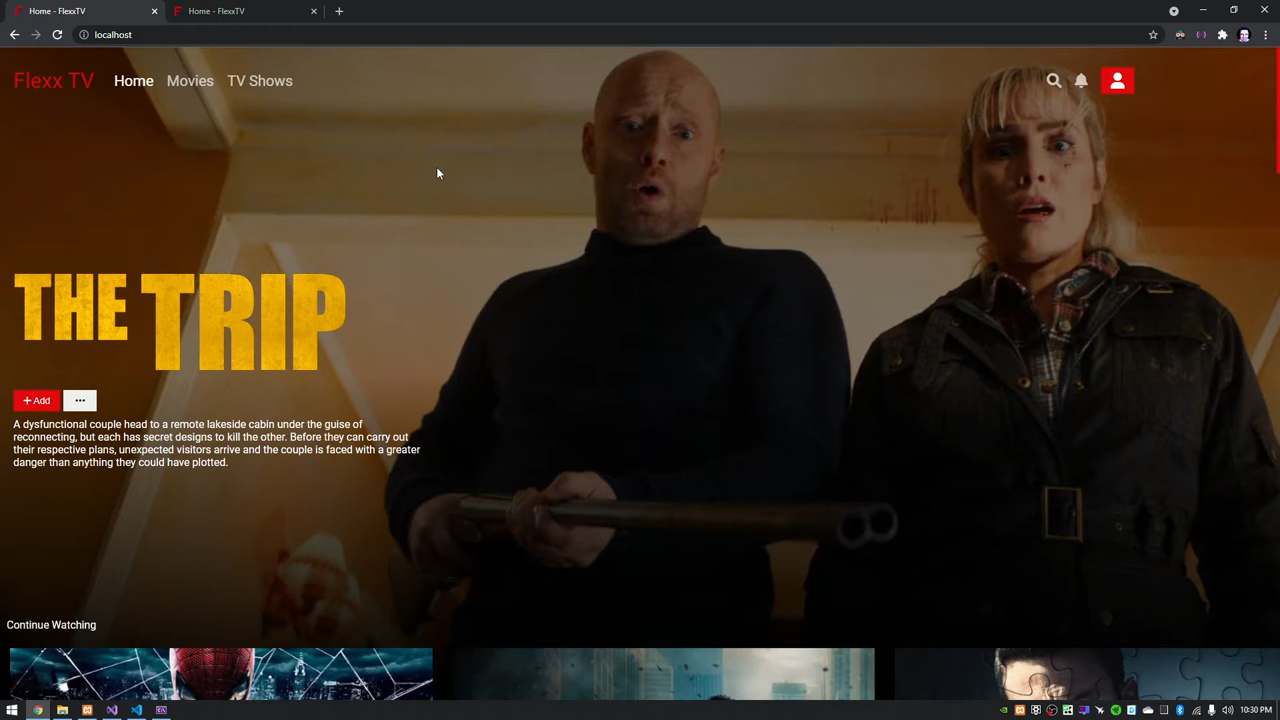 Home - FlexxTV
Home - FlexxTV
localhost
Flexx TV Home Movies TV Shows
THE TRIP
+ Add
A dysfunctional couple head to a remote lakeside cabin under the guise of
reconnecting, but each has secret designs to kill the other. Before they can carry out
their respective plans, unexpected visitors arrive and the couple is faced with a greater
danger than anything they could have plotted.
Continue Watching
10:30 PM